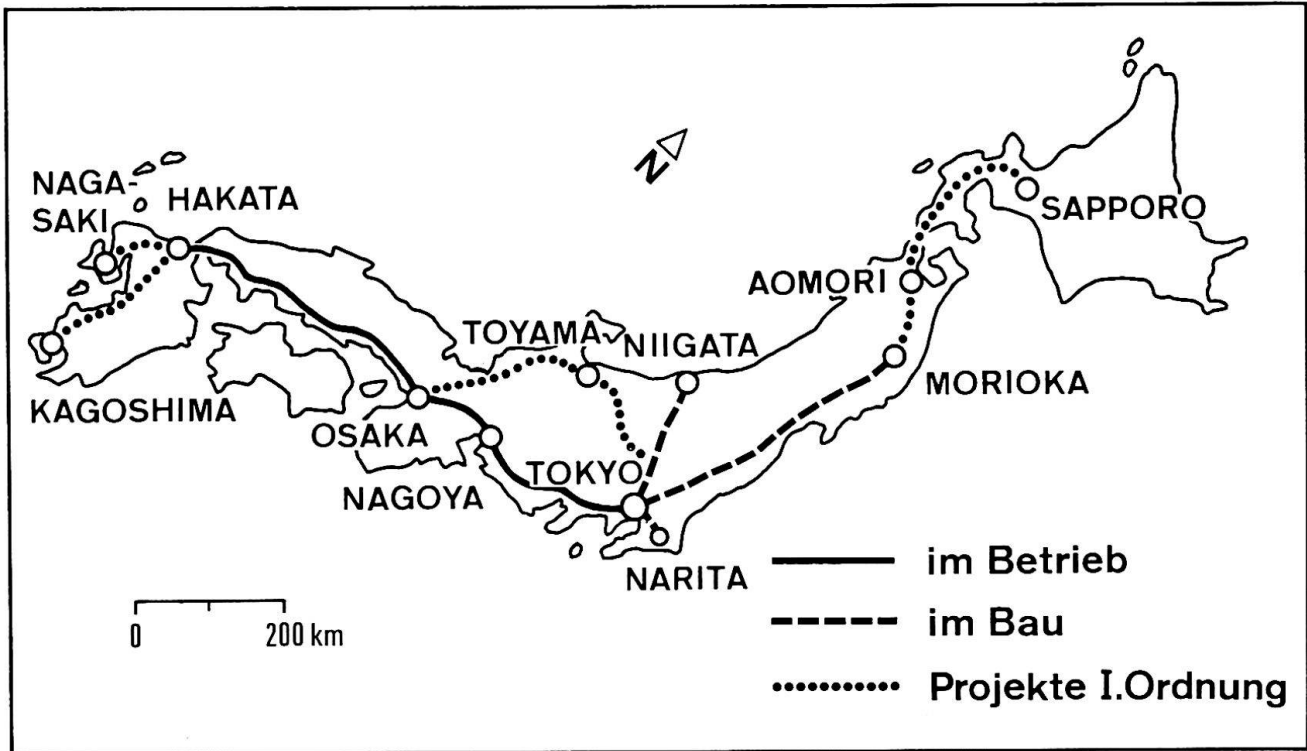 N
NAGA-
SAKI
HAKATA
SAPPORO
AOMORI
TOYAMA
NIIGATA
MORIOKA
KAGOSHIMA
OSAKA
TOKYO
NAGOYA
NARITA
im Betrieb
im Bau
Projekte I.Ordnung
0 200 km